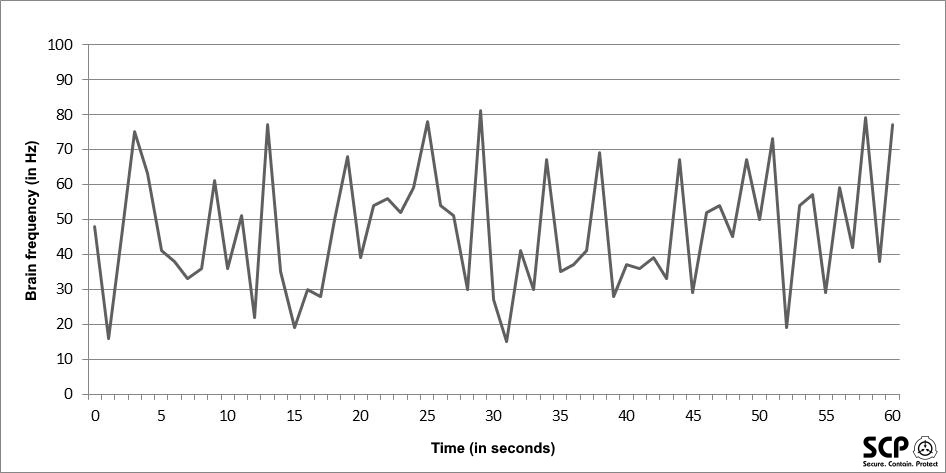 100
90
80
70
60
50
40
30
20
10
0
Brain frequency (in Hz)
0 5 10 15 20 25 30 35 40 45 50 55 60
Time (in seconds)
SCP
Secure. Contain. Protect